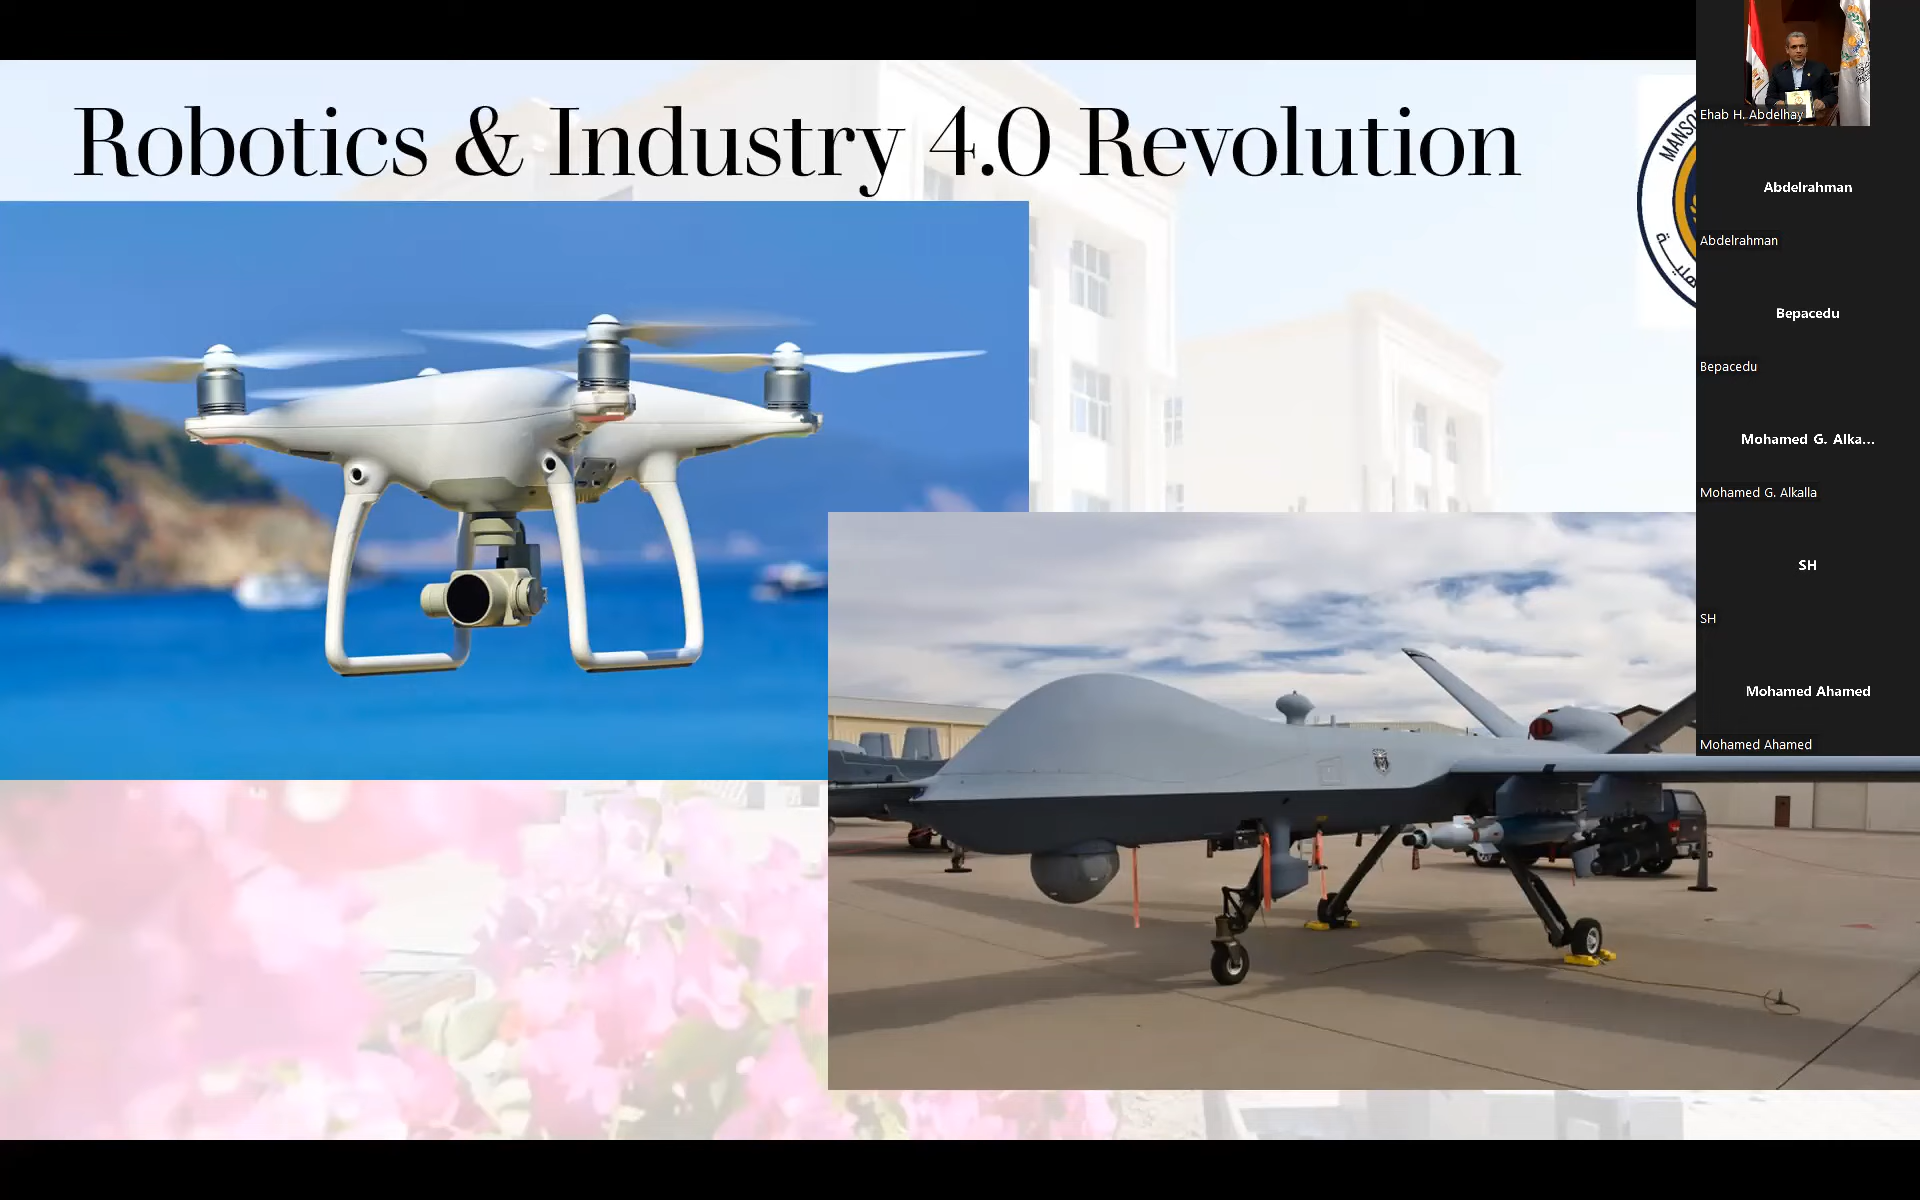 Robotics & Industry 4.0 Revolution
MANSO
Ehab H. Abdelhay
Abdelrahman
Abdelrahman
Bepacedu
Bepacedu
Mohamed G. Alka...
Mohamed G. Alkalla
SH
SH
Mohamed Ahamed
Mohamed Ahamed